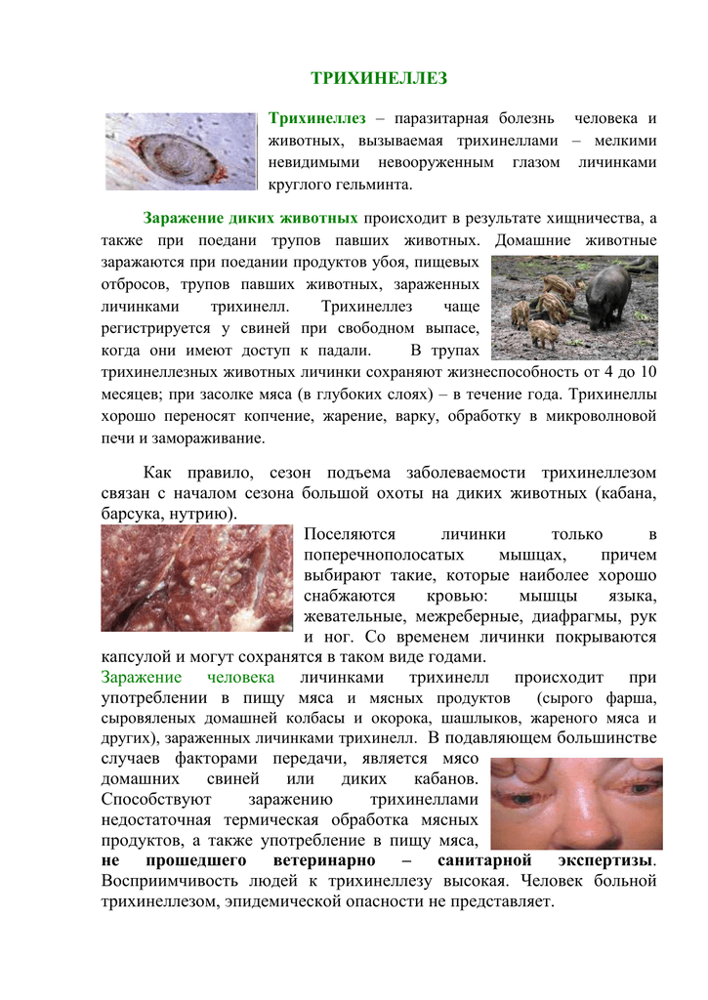 ТРИХИНЕЛЛЕЗ
Трихинеллез – паразитарная болезнь человека и
животных, вызываемая трихинеллами – мелкими
невидимыми невооруженным глазом личинками
круглого гельминта.
Заражение диких животных происходит в результате хищничества, а
также при поедани трупов павших животных. Домашние животные
заражаются при поедании продуктов убоя, пищевых
отбросов, трупов павших животных, зараженных
личинками трихинелл. Трихинеллез чаще
регистрируется у свиней при свободном выпасе,
когда они имеют доступ к падали. В трупах
трихинеллезных животных личинки сохраняют жизнеспособность от 4 до 10
месяцев; при засолке мяса (в глубоких слоях) – в течение года. Трихинеллы
хорошо переносят копчение, жарение, варку, обработку в микроволновой
печи и замораживание.
Как правило, сезон подъема заболеваемости трихинеллезом
связан с началом сезона большой охоты на диких животных (кабана,
барсука, нутрию).
Поселяются личинки только в
поперечнополосатых мышцах, причем
выбирают такие, которые наиболее хорошо
снабжаются кровью: мышцы языка,
жевательные, межреберные, диафрагмы, рук
и ног. Со временем личинки покрываются
капсулой и могут сохранятся в таком виде годами.
Заражение человека личинками трихинелл происходит при
употреблении в пищу мяса и мясных продуктов (сырого фарша,
сыровяленых домашней колбасы и окорока, шашлыков, жареного мяса и
других), зараженных личинками трихинелл. В подавляющем большинстве
случаев факторами передачи, является мясо
домашних свиней или диких кабанов.
Способствуют заражению трихинеллами
недостаточная термическая обработка мясных
продуктов, а также употребление в пищу мяса,
не прошедшего ветеринарно – санитарной экспертизы.
Восприимчивость людей к трихинеллезу высокая. Человек больной
трихинеллезом, эпидемической опасности не представляет.